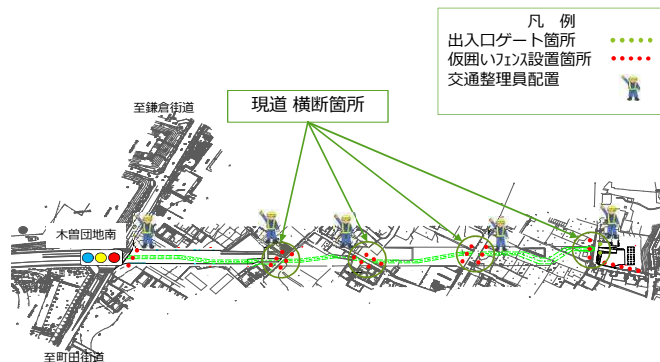 凡 例
出入口ゲート箇所
仮囲いフェンス設置箇所
交通整理員配置
現道 横断箇所
至鎌倉街道
木曽団地南
至町田街道